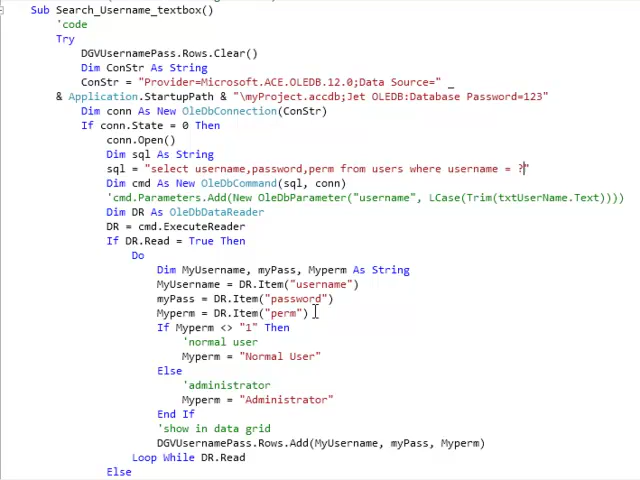 Sub Search_Username_textbox()
'code
Try
DGVUsernamePass.Rows.Clear()
Dim ConStr As String
ConStr = "Provider=Microsoft.ACE.OLEDB.12.0;Data Source=" _
& Application.StartupPath & "\myProject.accdb;Jet OLEDB:Database Password=123"
Dim conn As New OleDbConnection(ConStr)
If conn.State = 0 Then
conn.Open()
Dim sql As String
sql = "select username,password,perm from users where username = ?"
Dim cmd As New OleDbCommand(sql, conn)
'cmd.Parameters.Add(New OleDbParameter("username", LCase(Trim(txtUserName.Text))))
Dim DR As OleDbDataReader
DR = cmd.ExecuteReader
If DR.Read = True Then
Do
Dim MyUsername, myPass, Myperm As String
MyUsername = DR.Item("username")
myPass = DR.Item("password")
Myperm = DR.Item("perm")
If Myperm <> "1" Then
'normal user
Myperm = "Normal User"
Else
'administrator
Myperm = "Administrator"
End If
'show in data grid
DGVUsernamePass.Rows.Add(MyUsername, myPass, Myperm)
Loop While DR.Read
Else